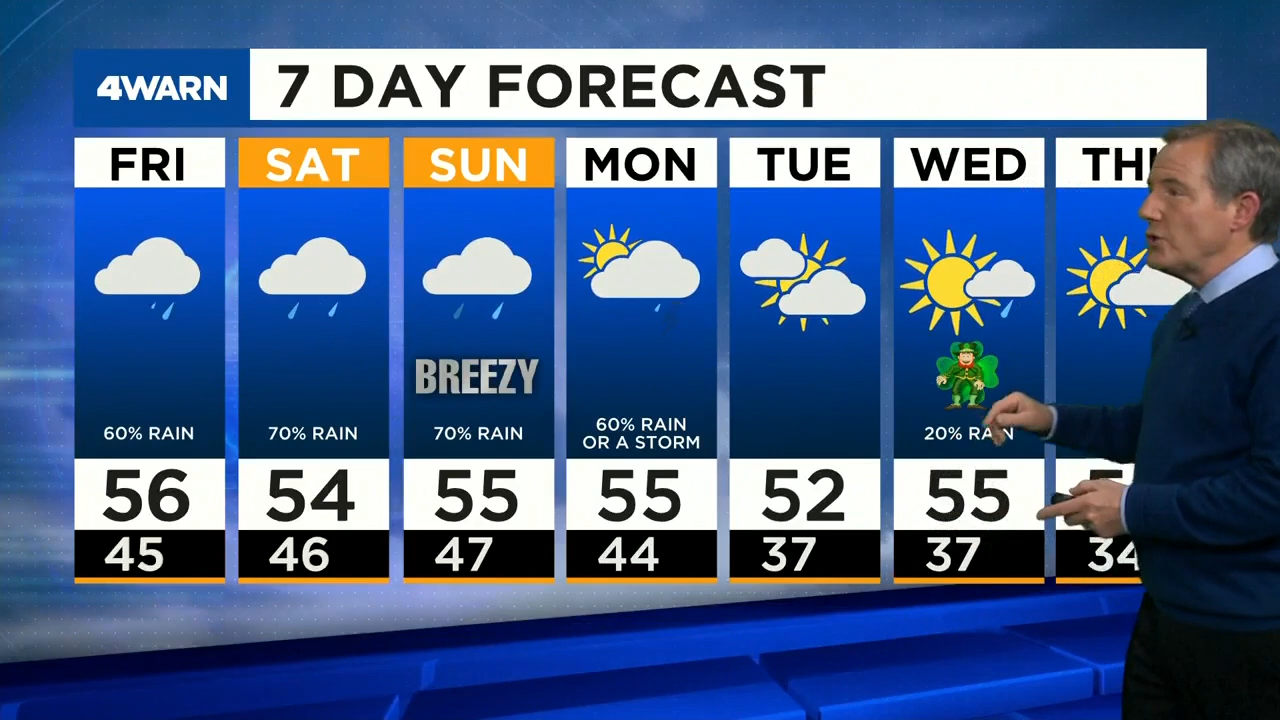 4WARN
7 DAY FORECAST
FRI
60% RAIN
56
45
SAT
70% RAIN
54
46
SUN
BREEZY
70% RAIN
55
47
MON
60% RAIN
OR A STORM
55
44
TUE
52
37
WED
20% RAIN
55
37
34